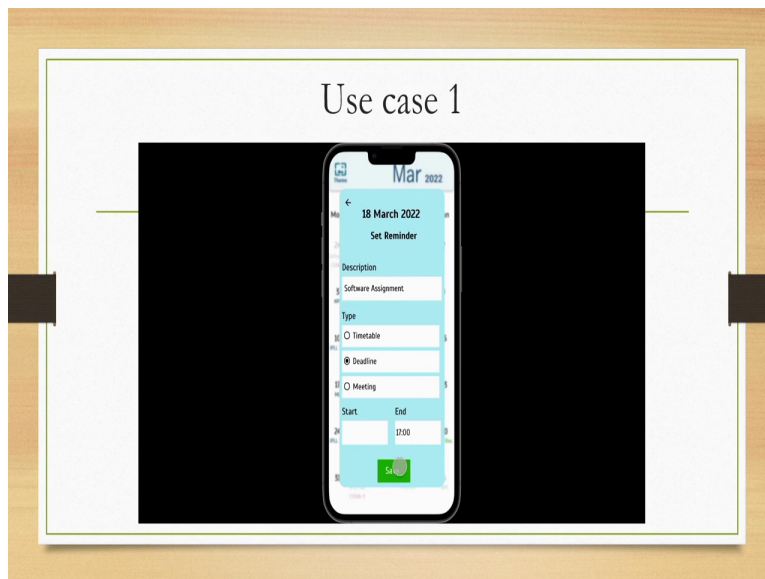 Use case 1
Theme
Mar 2022
18 March 2022
Set Reminder
Description
Software Assignment
Type
Timetable
Deadline
Meeting
Start End
17:00